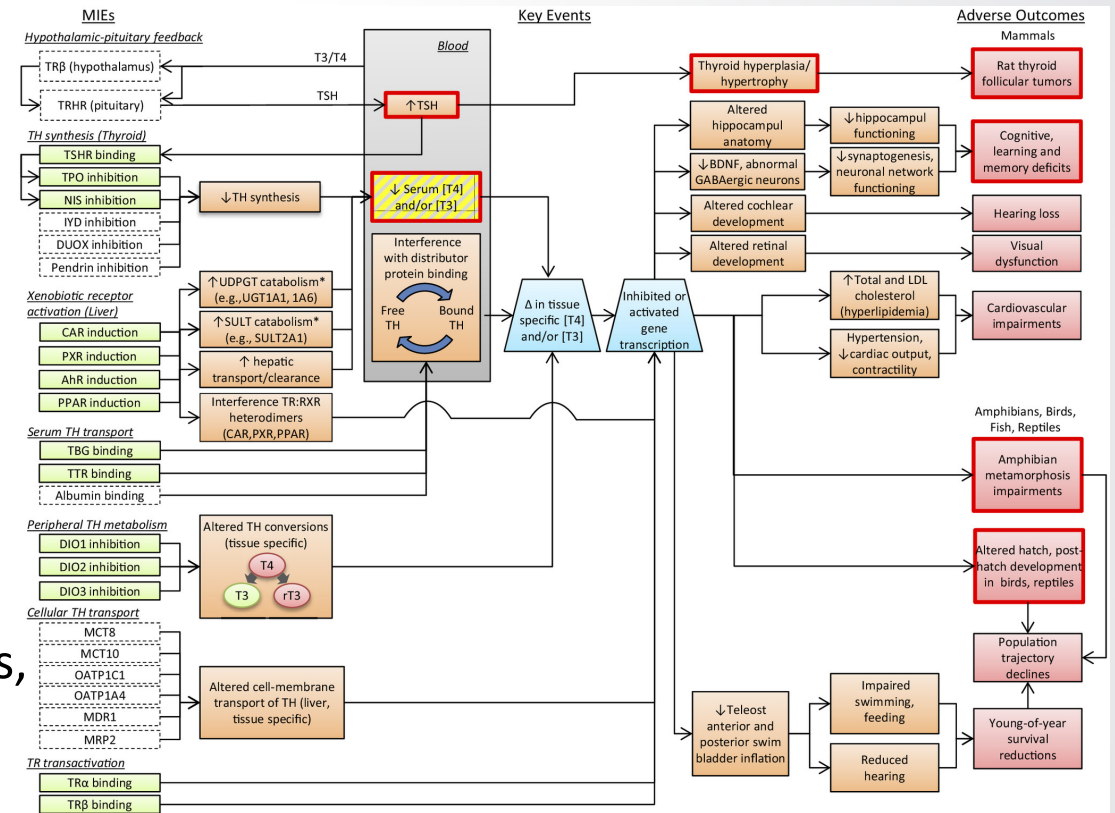 MIEs
Key Events
Adverse Outcomes
Hypothalamic-pituitary feedback
TRβ (hypothalamus)
TRHR (pituitary)
T3/T4
TSH
Blood
↑TSH
TH synthesis (Thyroid)
TSHR binding
TPO inhibition
NIS inhibition
IYD inhibition
DUOX inhibition
Pendrin inhibition
↓TH synthesis
↓ Serum [T4]
and/or [T3]
Interference
with distributor
protein binding
Free
TH
Bound
TH
Xenobiotic receptor
activation (Liver)
CAR induction
PXR induction
AhR induction
PPAR induction
↑UDPGT catabolism*
(e.g.,UGT1A1, 1A6)
↑SULT catabolism*
(e.g., SULT2A1)
↑ hepatic
transport/clearance
Interference TR:RXR
heterodimers
(CAR,PXR,PPAR)
Serum TH transport
TBG binding
TTR binding
Albumin binding
Peripheral TH metabolism
DIO1 inhibition
DIO2 inhibition
DIO3 inhibition
Altered TH conversions
(tissue specific)
T4
T3
rT3
Cellular TH transport
MCT8
MCT10
OATP1C1
OATP1A4
MDR1
MRP2
s,
Altered cell-membrane
transport of TH (liver,
tissue specific)
TR transactivation
TRα binding
TRβ binding
Δ in tissue
specific [T4]
and/or [T3]
Inhibited or
activated
gene
transcription
Thyroid hyperplasia/
hypertrophy
Altered
hippocampul
anatomy
↓BDNF, abnormal
GABAergic neurons
Altered cochlear
development
Altered retinal
development
↓hippocampul
functioning
↓synaptogenesis,
neuronal network
functioning
↑Total and LDL
cholesterol
(hyperlipidemia)
Hypertension,
↓cardiac output,
contractility
Mammals
Rat thyroid
follicular tumors
Cognitive,
learning and
memory deficits
Hearing loss
Visual
dysfunction
Cardiovascular
impairments
Amphibians, Birds,
Fish, Reptiles
Amphibian
metamorphosis
impairments
Altered hatch, post-
hatch development
in birds, reptiles
Population
trajectory
declines
↓Teleost
anterior and
posterior swim
bladder inflation
Impaired
swimming,
feeding
Reduced
hearing
Young-of-year
survival
reductions